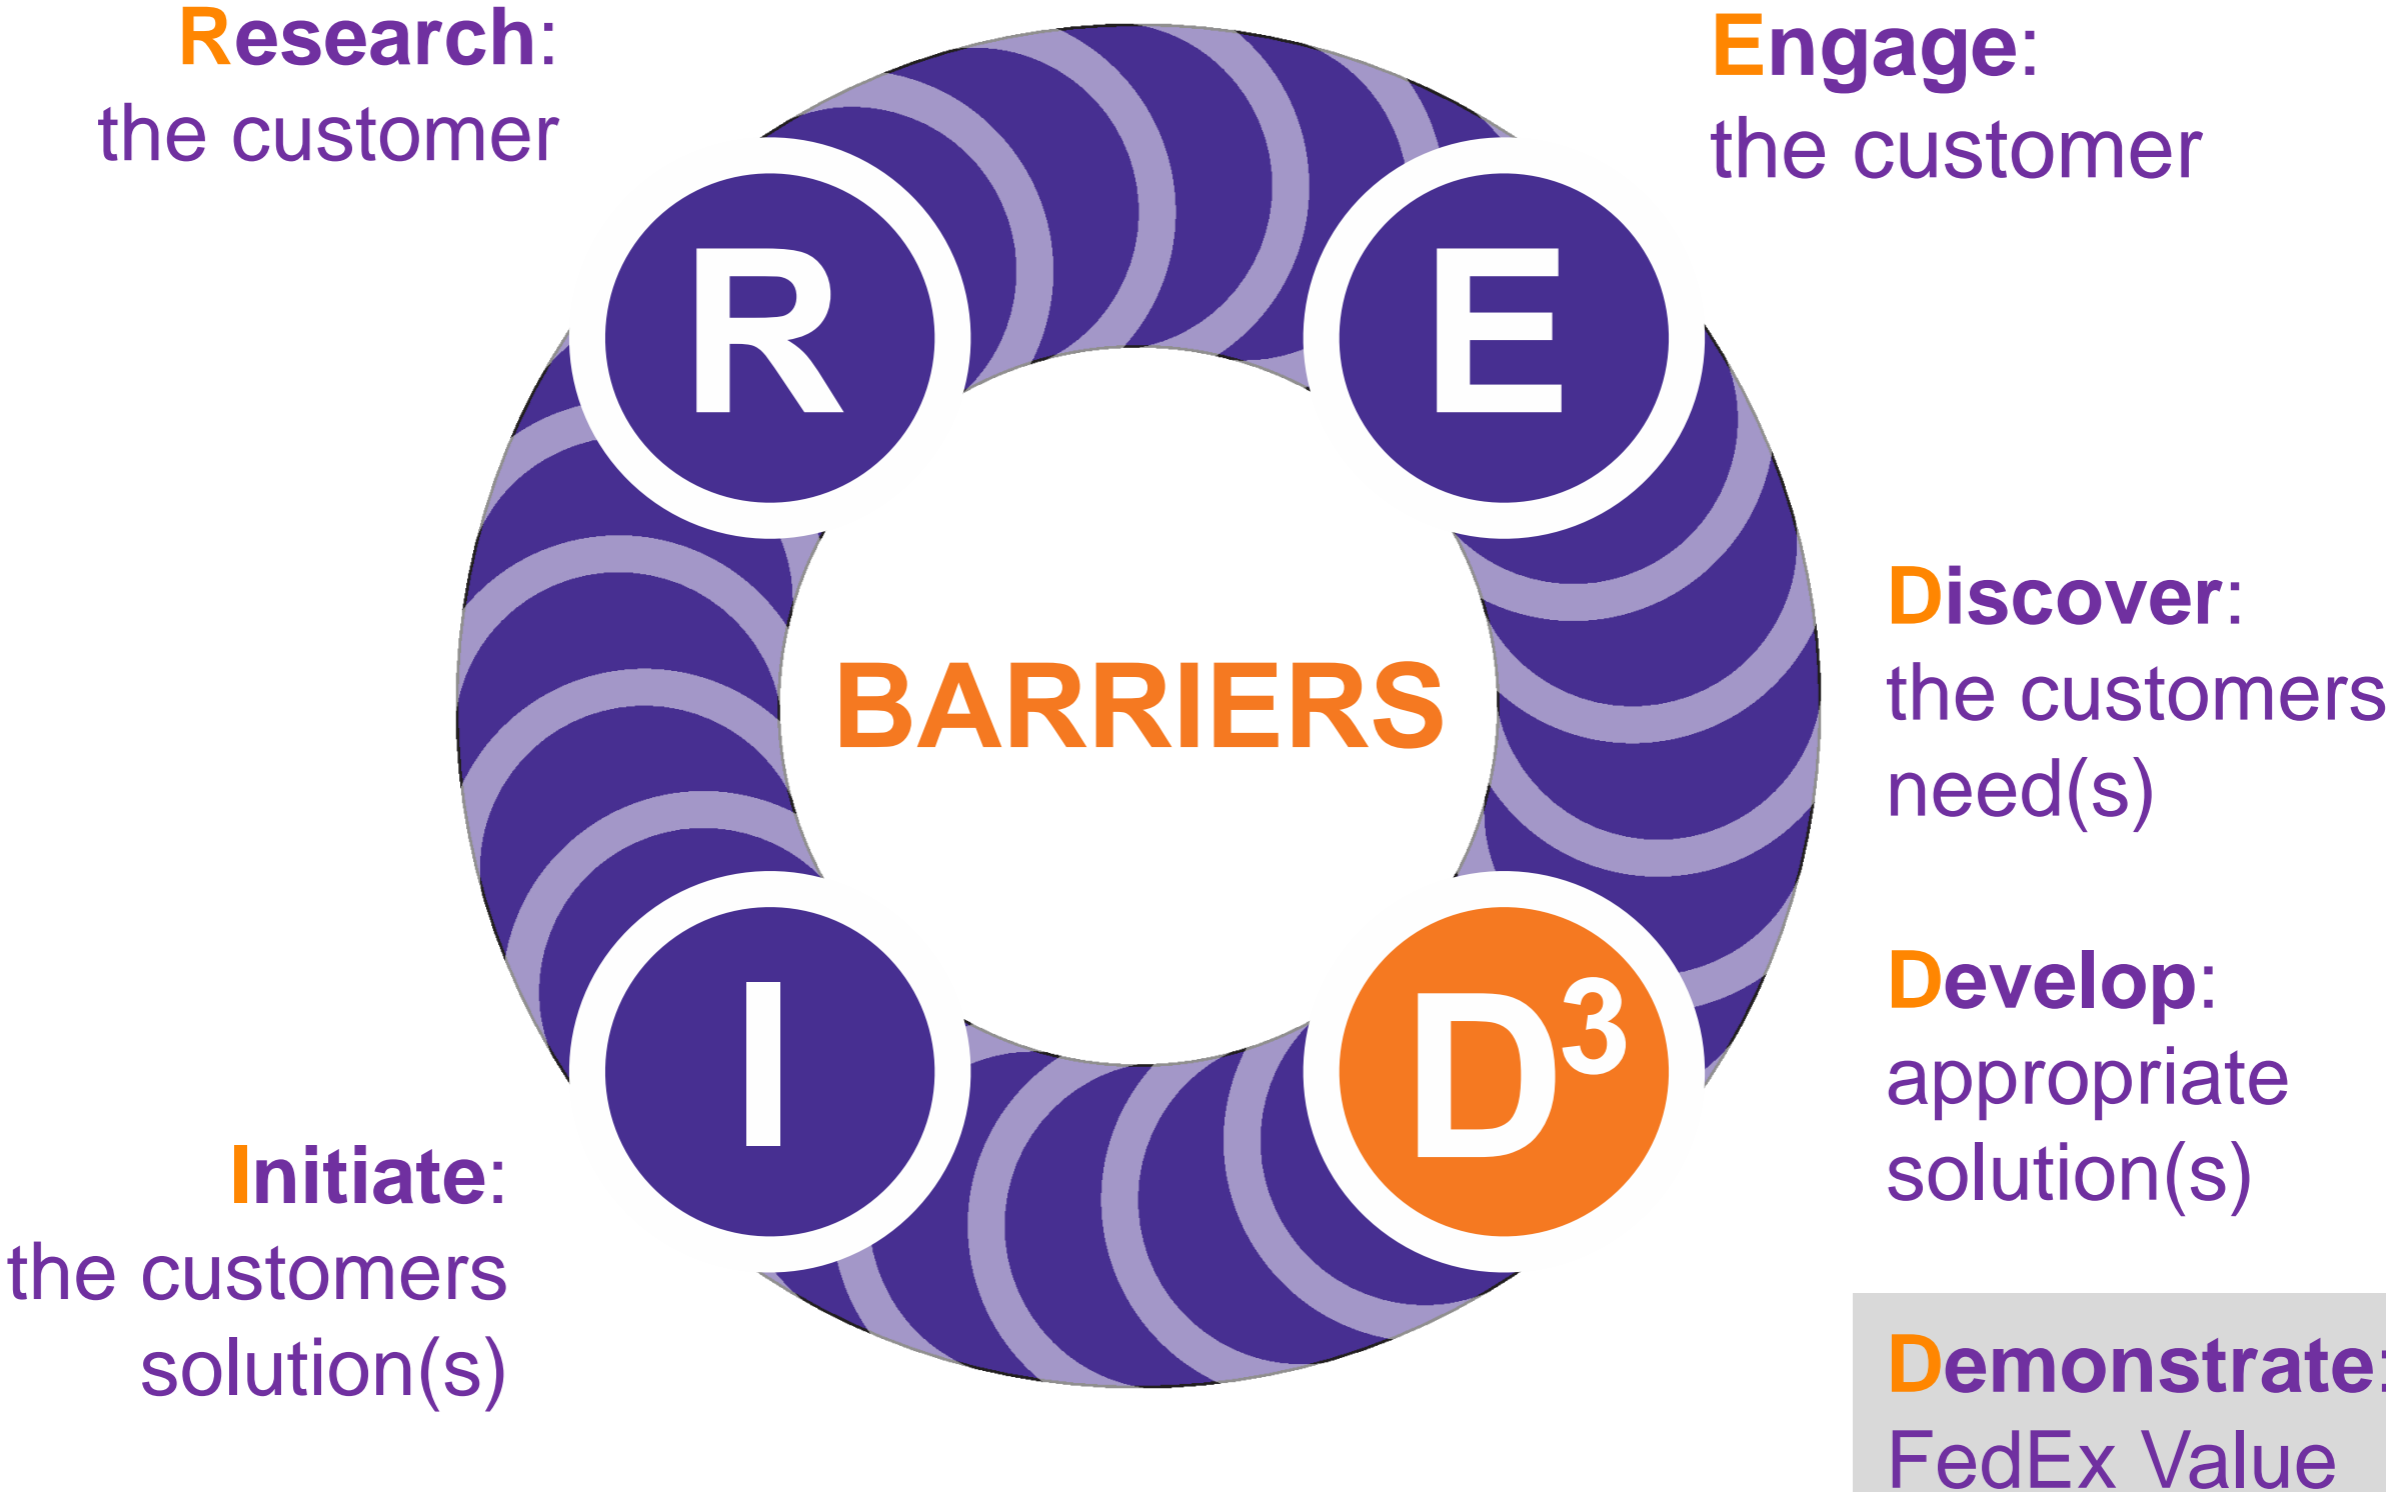 Research:
the customer
Engage:
the customer
R
E
BARRIERS
Discover:
the customers
need(s)
Develop:
appropriate
solution(s)
D³
I
Initiate:
the customers
solution(s)
Demonstrate:
FedEx Value